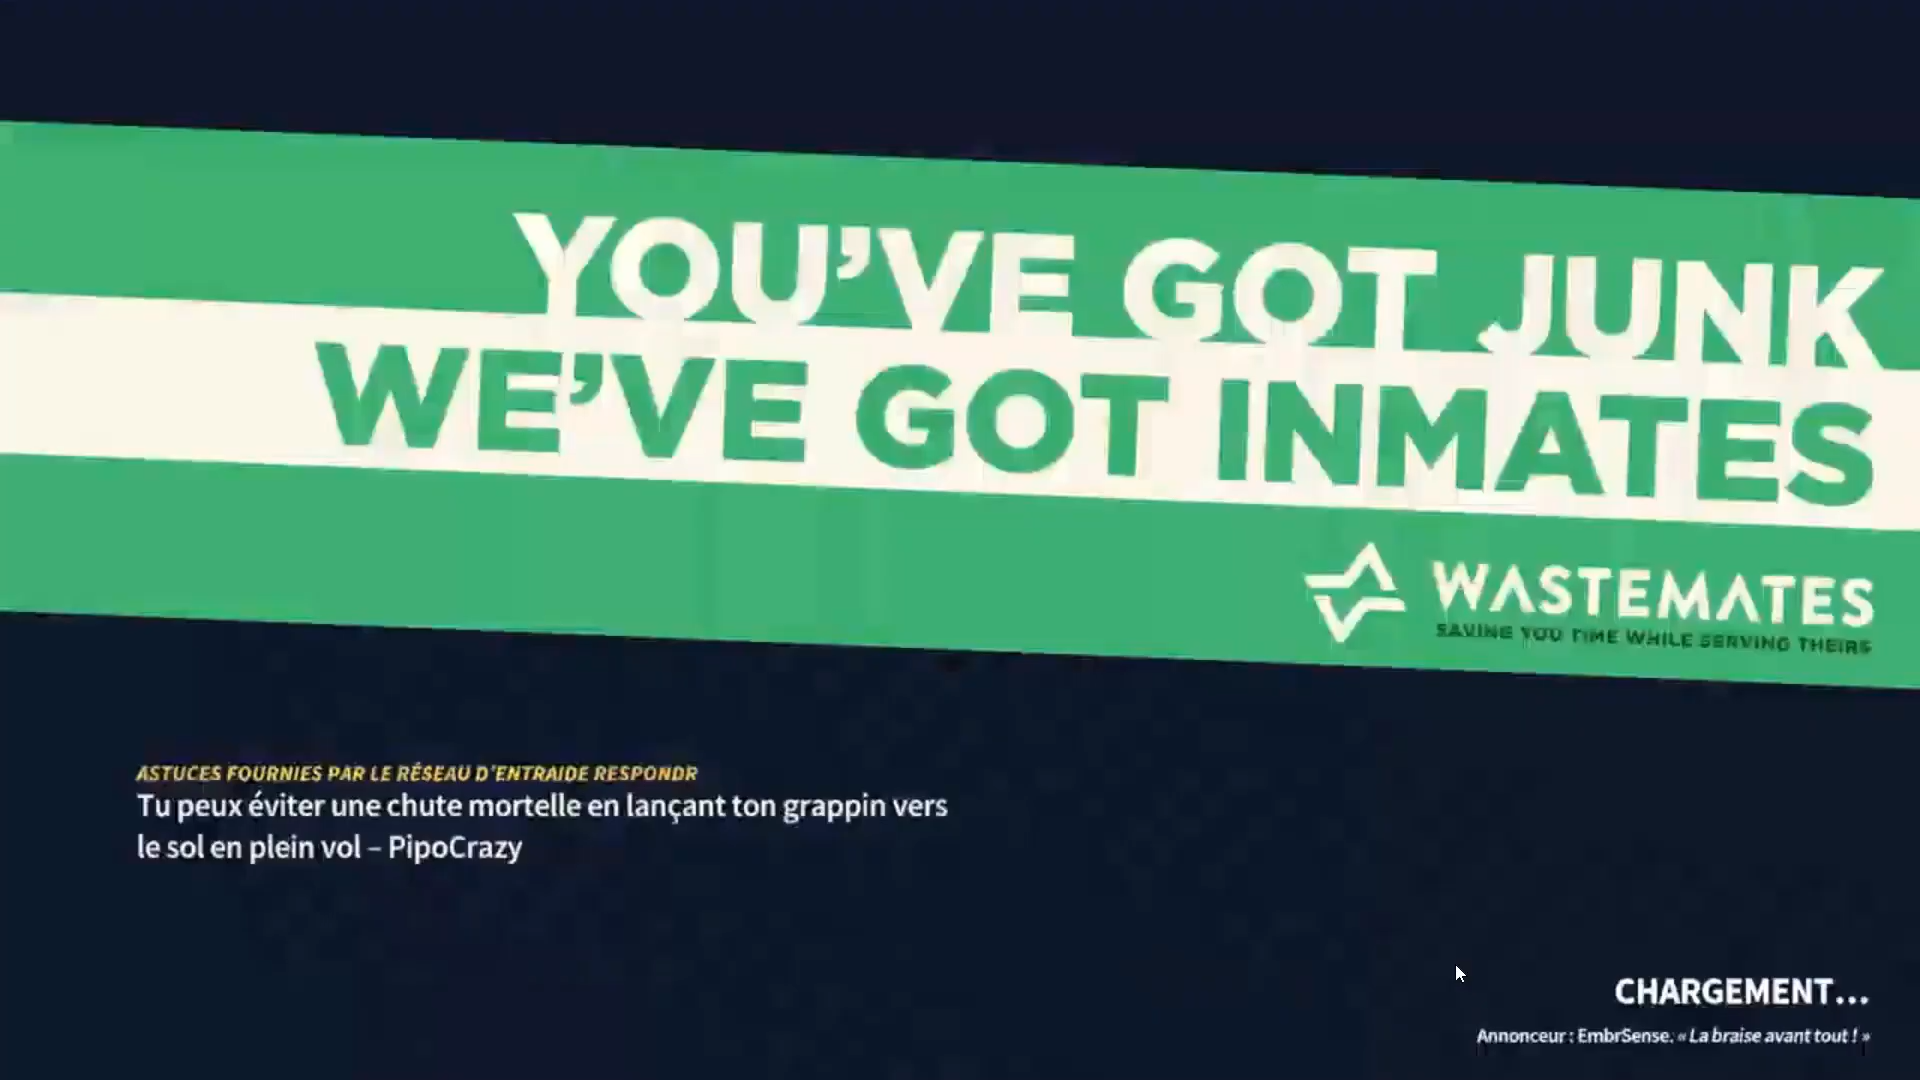 YOU’VE GOT JUNK
WE’VE GOT INMATES
WASTEMATES
SAVING YOU TIME WHILE SERVING THEIRS
ASTUCES FOURNIES PAR LE RÉSEAU D’ENTRAIDE RESPONDR
Tu peux éviter une chute mortelle en lançant ton grappin vers
le sol en plein vol – PipoCrazy
CHARGEMENT...
Annonceur : EmbrSense. « La braise avant tout ! »